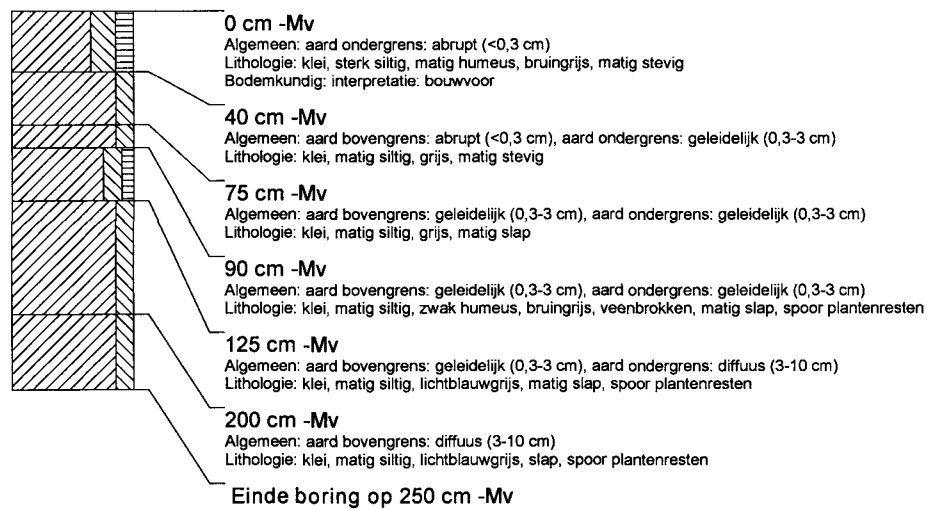 0 cm -Mv
Algemeen: aard ondergrens: abrupt (<0,3 cm)
Lithologie: klei, sterk siltig, matig humeus, bruingrijs, matig stevig
Bodemkundig: interpretatie: bouwvoor
40 cm -Mv
Algemeen: aard bovengrens: abrupt (<0,3 cm), aard ondergrens: geleidelijk (0,3-3 cm)
Lithologie: klei, matig siltig, grijs, matig stevig
75 cm -Mv
Algemeen: aard bovengrens: geleidelijk (0,3-3 cm), aard ondergrens: geleidelijk (0,3-3 cm)
Lithologie: klei, matig siltig, grijs, matig slap
90 cm -Mv
Algemeen: aard bovengrens: geleidelijk (0,3-3 cm), aard ondergrens: geleidelijk (0,3-3 cm)
Lithologie: klei, matig siltig, zwak humeus, bruingrijs, veenbrokken, matig slap, spoor plantenresten
125 cm -Mv
Algemeen: aard bovengrens: geleidelijk (0,3-3 cm), aard ondergrens: diffuus (3-10 cm)
Lithologie: klei, matig siltig, lichtblauwgrijs, matig slap, spoor plantenresten
200 cm -Mv
Algemeen: aard bovengrens: diffuus (3-10 cm)
Lithologie: klei, matig siltig, lichtblauwgrijs, slap, spoor plantenresten
Einde boring op 250 cm -Mv